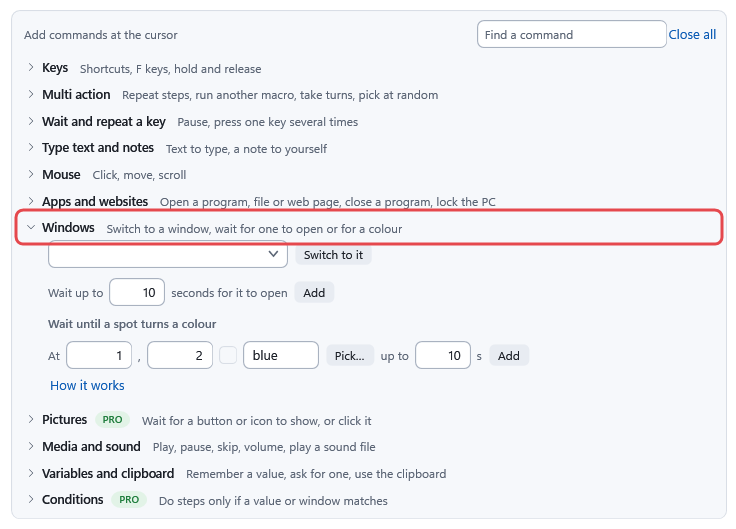 Add commands at the cursor Find a command Close all
Keys Shortcuts, F keys, hold and release
Multi action Repeat steps, run another macro, take turns, pick at random
Wait and repeat a key Pause, press one key several times
Type text and notes Text to type, a note to yourself
Mouse Click, move, scroll
Apps and websites Open a program, file or web page, close a program, lock the PC
Windows Switch to a window, wait for one to open or for a colour
Switch to it
Wait up to 10 seconds for it to open Add
Wait until a spot turns a colour
At 1 , 2 blue Pick... up to 10 s Add
How it works
Pictures PRO Wait for a button or icon to show, or click it
Media and sound Play, pause, skip, volume, play a sound file
Variables and clipboard Remember a value, ask for one, use the clipboard
Conditions PRO Do steps only if a value or window matches